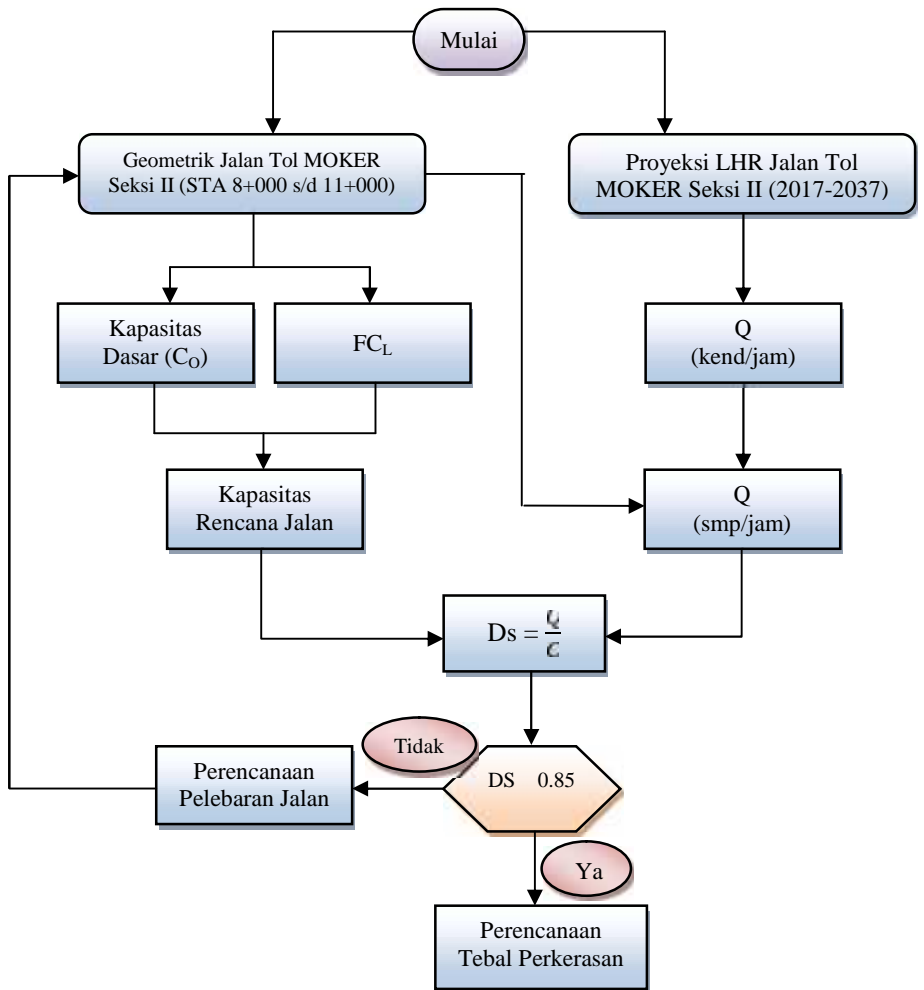 Mulai
Geometrik Jalan Tol MOKER
Seksi II (STA 8+000 s/d 11+000)
Proyeksi LHR Jalan Tol
MOKER Seksi II (2017-2037)
Kapasitas
Dasar (C_O)
FC_L
Q
(kend/jam)
Kapasitas
Rencana Jalan
Q
(smp/jam)
Ds =
Tidak
Perencanaan
Pelebaran Jalan
DS 0.85
Ya
Perencanaan
Tebal Perkerasan